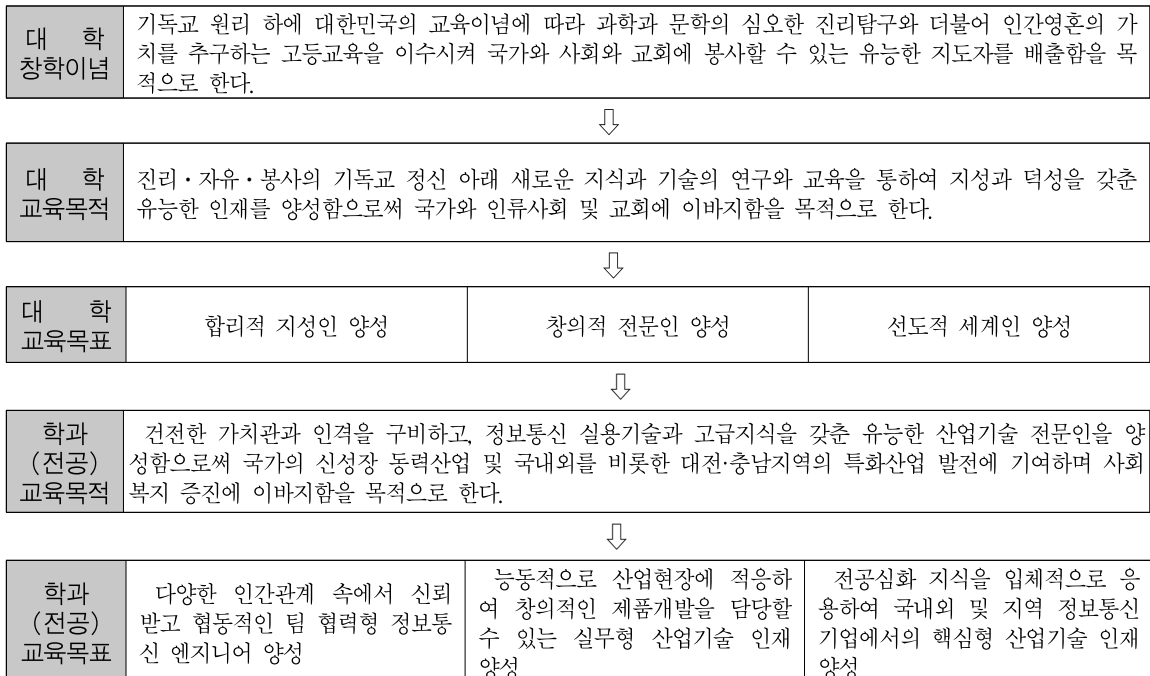 대 학
창학이념
기독교 원리 하에 대한민국의 교육이념에 따라 과학과 문학의 심오한 진리탐구와 더불어 인간영혼의 가
치를 추구하는 고등교육을 이수시켜 국가와 사회와 교회에 봉사할 수 있는 유능한 지도자를 배출함을 목
적으로 한다.
⇩
대 학
교육목적
진리·자유·봉사의 기독교 정신 아래 새로운 지식과 기술의 연구와 교육을 통하여 지성과 덕성을 갖춘
유능한 인재를 양성함으로써 국가와 인류사회 및 교회에 이바지함을 목적으로 한다.
⇩
대 학
교육목표
합리적 지성인 양성
창의적 전문인 양성
선도적 세계인 양성
⇩
학과
(전공)
교육목적
건전한 가치관과 인격을 구비하고, 정보통신 실용기술과 고급지식을 갖춘 유능한 산업기술 전문인을 양
성함으로써 국가의 신성장 동력산업 및 국내외를 비롯한 대전·충남지역의 특화산업 발전에 기여하며 사회
복지 증진에 이바지함을 목적으로 한다.
⇩
학과
(전공)
교육목표
다양한 인간관계 속에서 신뢰
받고 협동적인 팀 협력형 정보통
신 엔지니어 양성
능동적으로 산업현장에 적응하
여 창의적인 제품개발을 담당할
수 있는 실무형 산업기술 인재
양성
전공심화 지식을 입체적으로 응
용하여 국내외 및 지역 정보통신
기업에서의 핵심형 산업기술 인재
양성